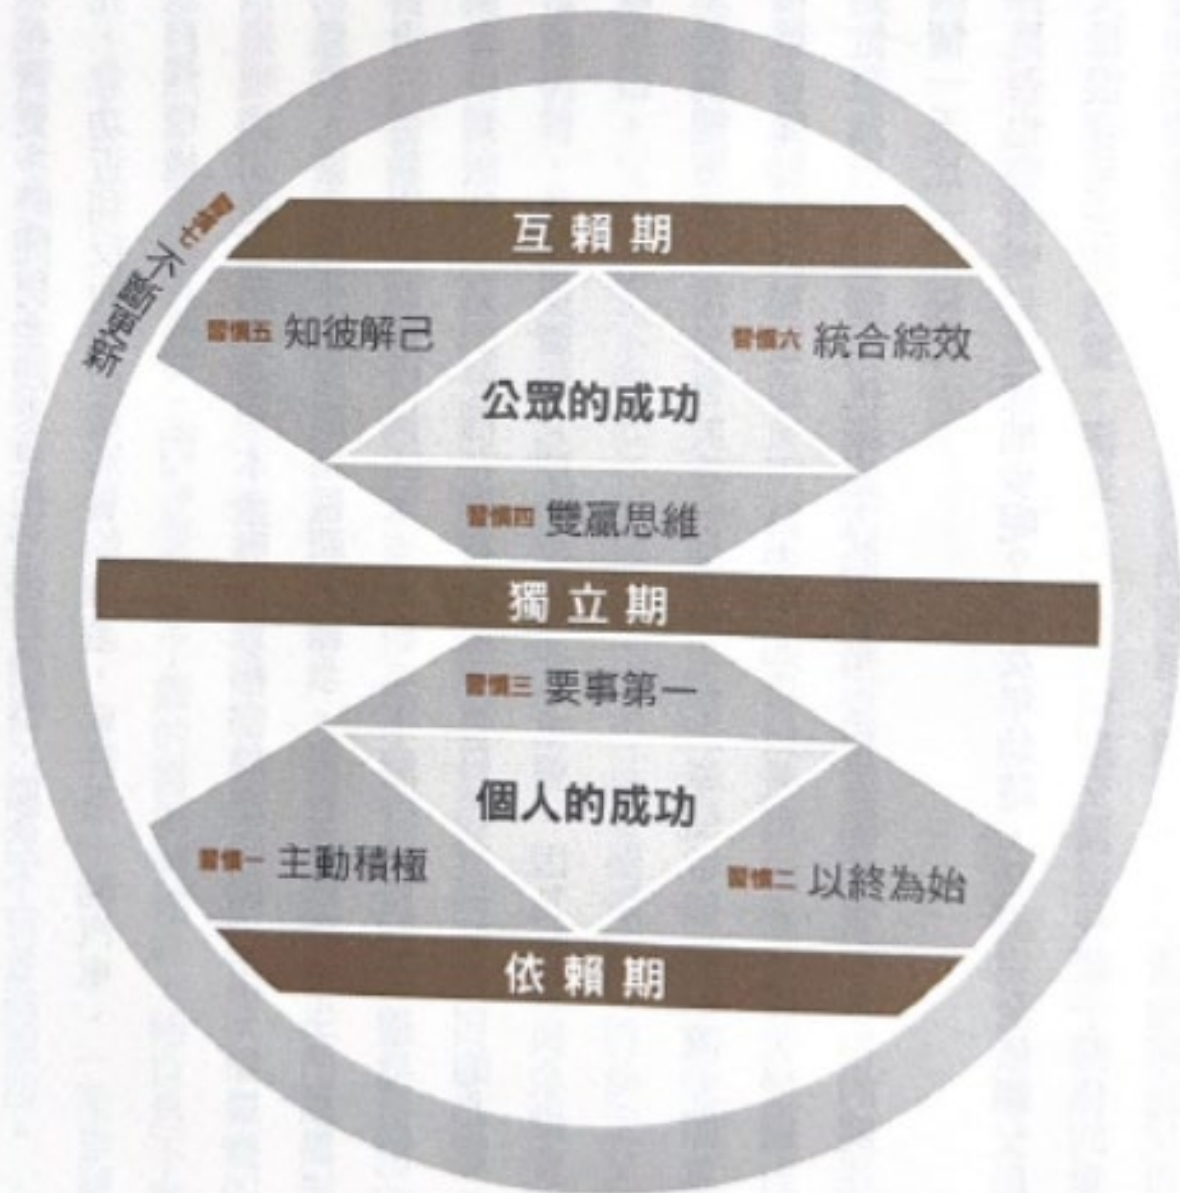 互賴期
習慣七 不斷更新
習慣五 知彼解己
習慣六 統合綜效
公眾的成功
習慣四 雙贏思維
獨立期
習慣三 要事第一
個人的成功
習慣一 主動積極
習慣二 以終為始
依賴期